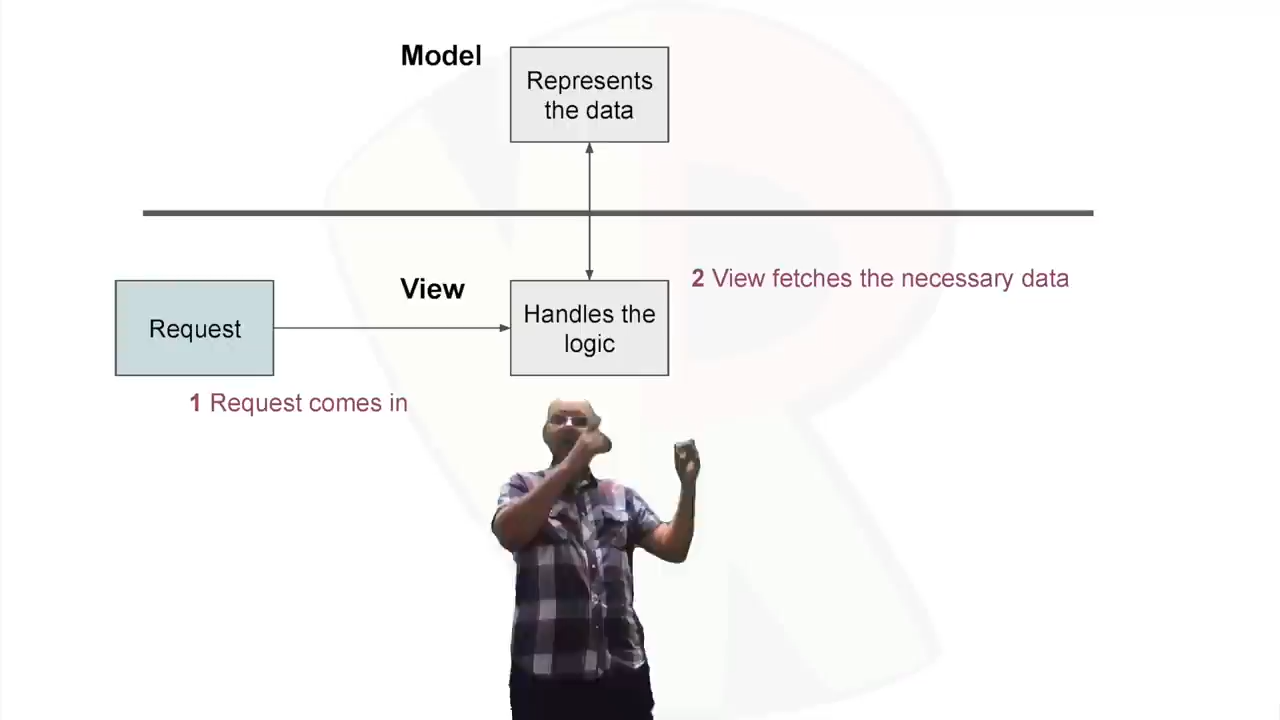 Model
Represents
the data
2 View fetches the necessary data
View
Handles the
logic
Request
1 Request comes in